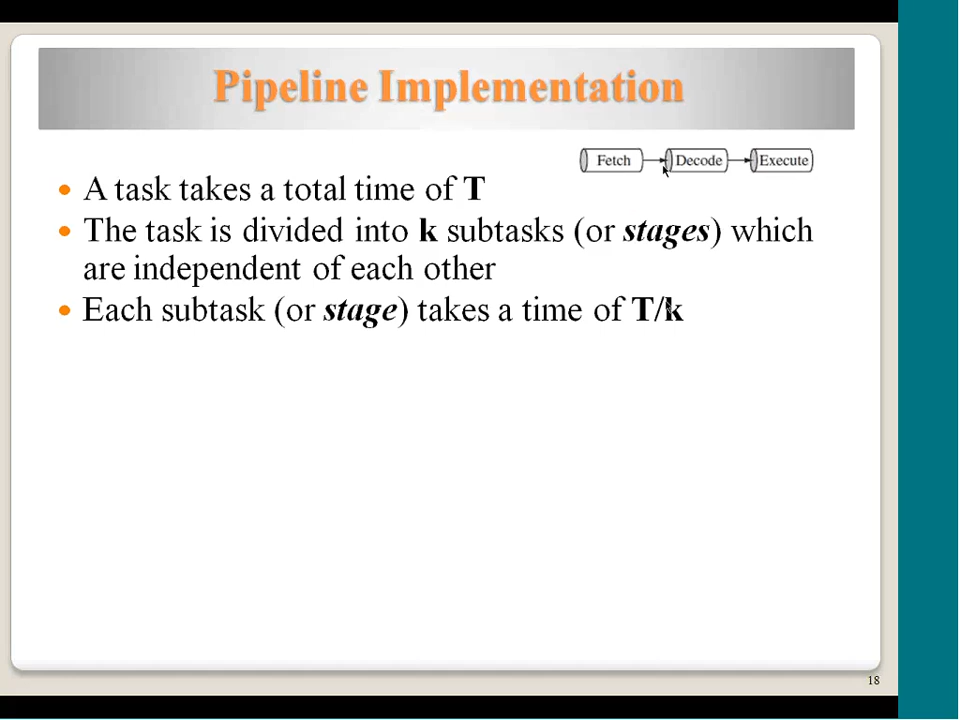 Pipeline Implementation
Fetch Decode Execute
• A task takes a total time of T
• The task is divided into k subtasks (or stages) which
are independent of each other
• Each subtask (or stage) takes a time of T/k
18